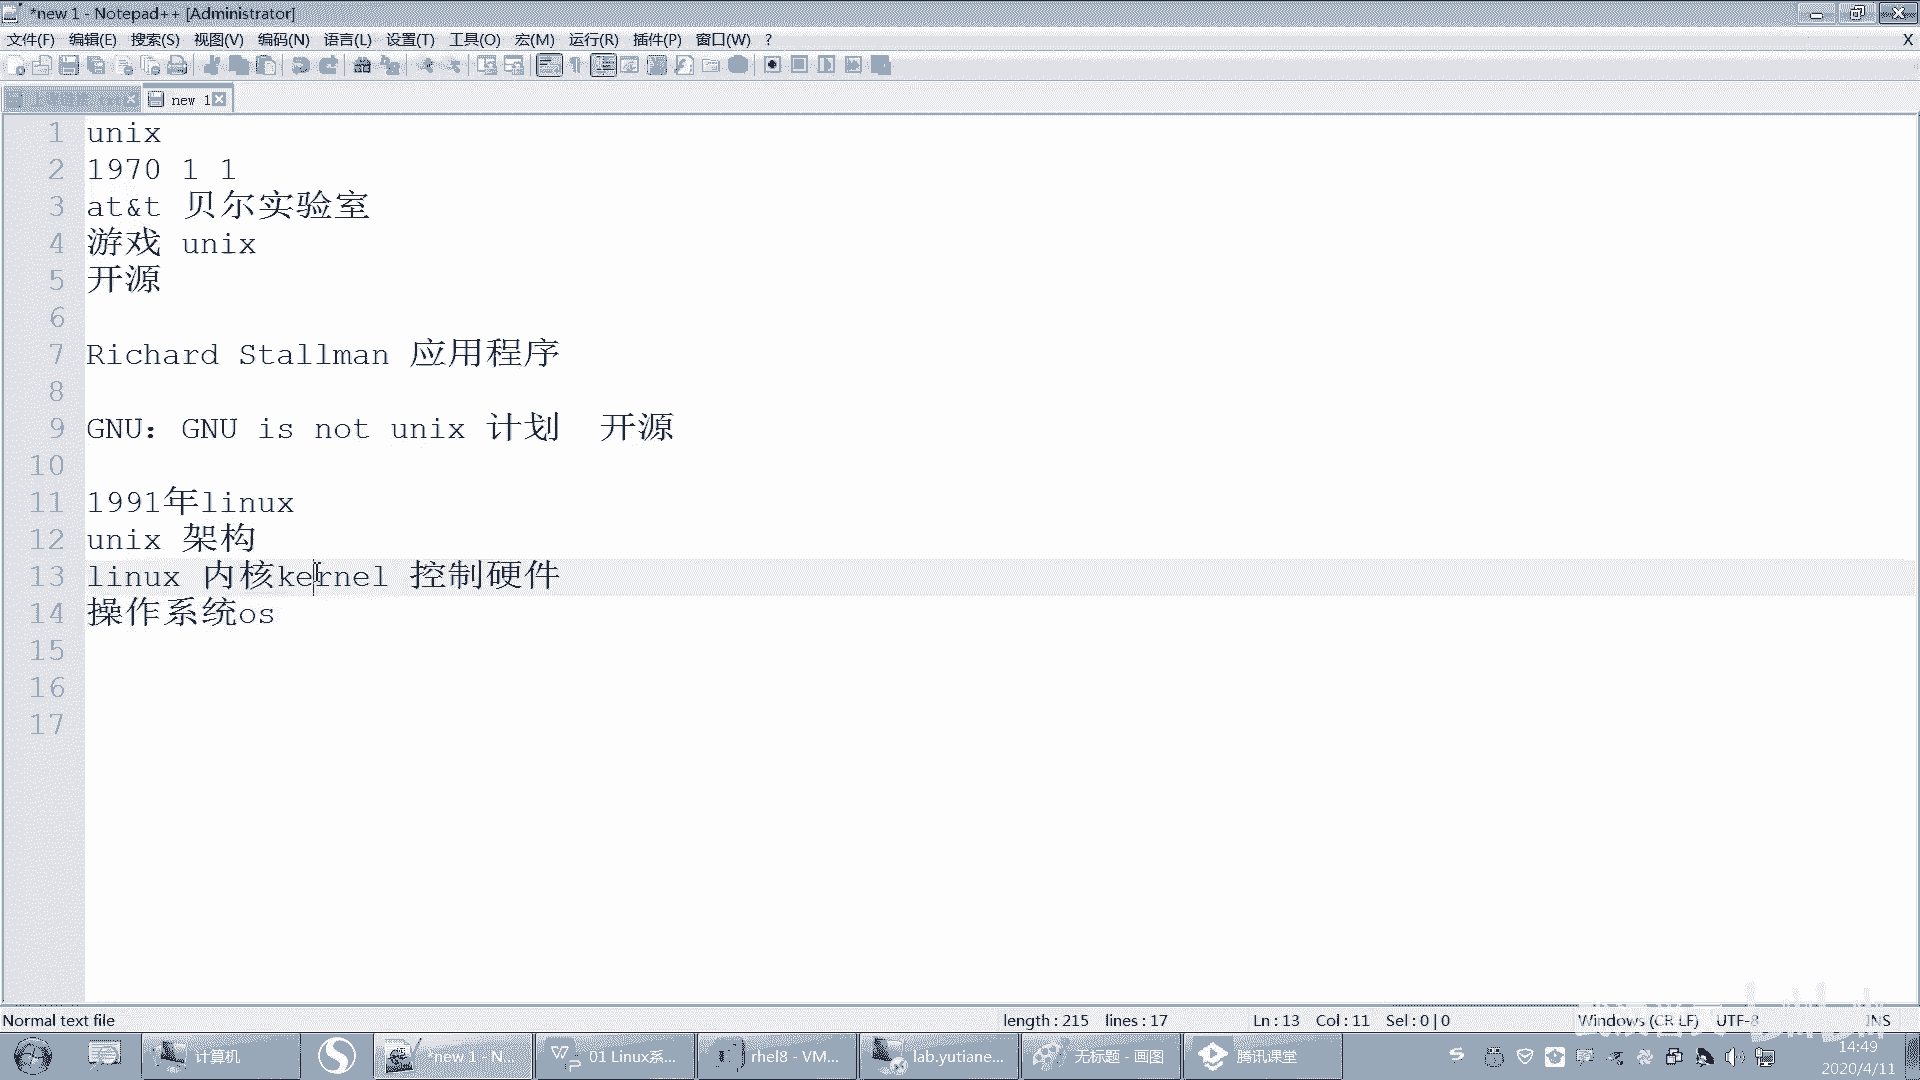 *new 1 - Notepad++ [Administrator]
文件(F) 编辑(E) 搜索(S) 视图(V) 编码(N) 语言(L) 设置(T) 工具(O) 宏(M) 运行(R) 插件(P) 窗口(W) ? X
new 1
1 unix
2 1970 1 1
3 at&t 贝尔实验室
4 游戏 unix
5 开源
6
7 Richard Stallman 应用程序
8
9 GNU: GNU is not unix 计划 开源
10
11 1991年linux
12 unix 架构
13 linux 内核kernel 控制硬件
14 操作系统os
15
16
17
Normal text file length : 215 lines : 17 Ln : 13 Col : 11 Sel : 0 | 0 Windows (CR LF) UTF-8 INS
计算机 *new 1 - N... 01 Linux系... rhel8 - VM... lab.yutiane... 无标题 - 画图 腾讯课堂
14:49
2020/4/11